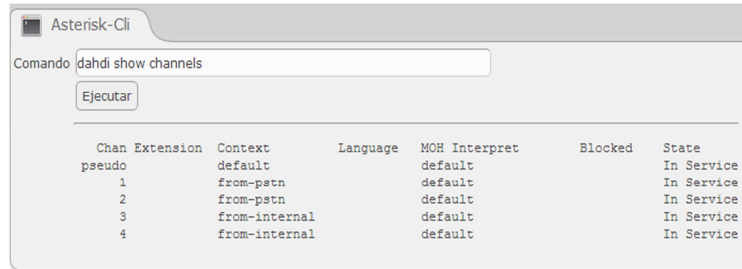 Asterisk-Cli
Comando dahdi show channels
Ejecutar
Chan Extension Context Language MOH Interpret Blocked State
pseudo default default In Service
1 from-pstn default In Service
2 from-pstn default In Service
3 from-internal default In Service
4 from-internal default In Service